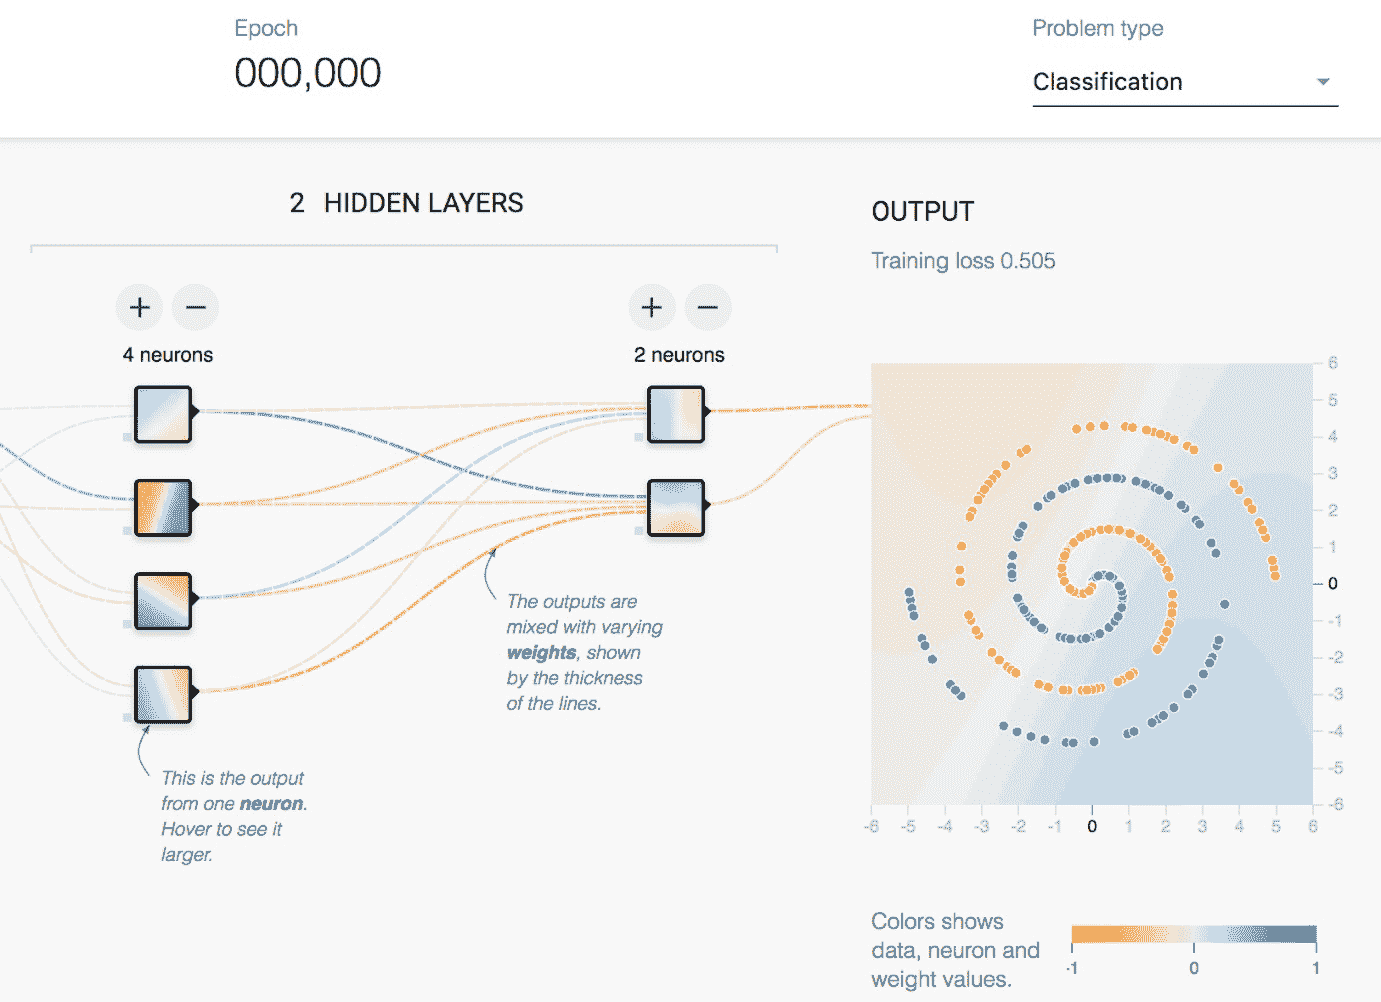 Epoch
000,000
Problem type
Classification
2 HIDDEN LAYERS
OUTPUT
Training loss 0.505
+ −
+ −
4 neurons
2 neurons
The outputs are
mixed with varying
weights, shown
by the thickness
of the lines.
This is the output
from one neuron.
Hover to see it
larger.
6
5
4
3
2
1
0
-1
-2
-3
-4
-5
-6
-6 -5 -4 -3 -2 -1 0 1 2 3 4 5 6
Colors shows
data, neuron and
weight values.
-1 0 1